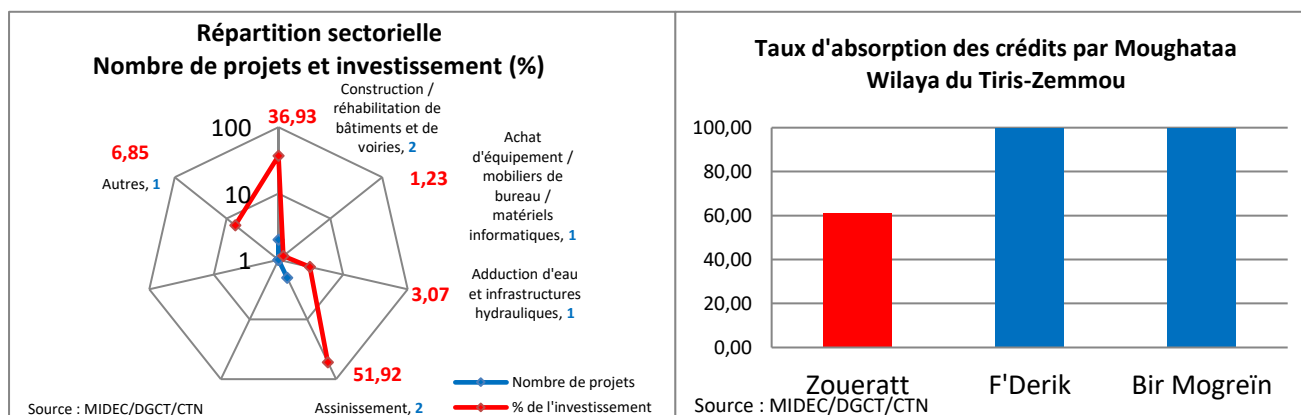 Répartition sectorielle
Nombre de projets et investissement (%)
36,93
Construction /
réhabilitation de
bâtiments et de
voiries, 2
100
10
1
Achat
d'équipement /
mobiliers de
bureau /
matériels
informatiques, 1
1,23
Adduction d'eau
et infrastructures
hydrauliques, 1
3,07
51,92
Assinissement, 2
6,85
Autres, 1
Nombre de projets
% de l'investissement
Source : MIDEC/DGCT/CTN
Taux d'absorption des crédits par Moughataa
Wilaya du Tiris-Zemmou
100,00
80,00
60,00
40,00
20,00
0,00
Zoueratt
F'Derik
Bir Mogreïn
Source : MIDEC/DGCT/CTN